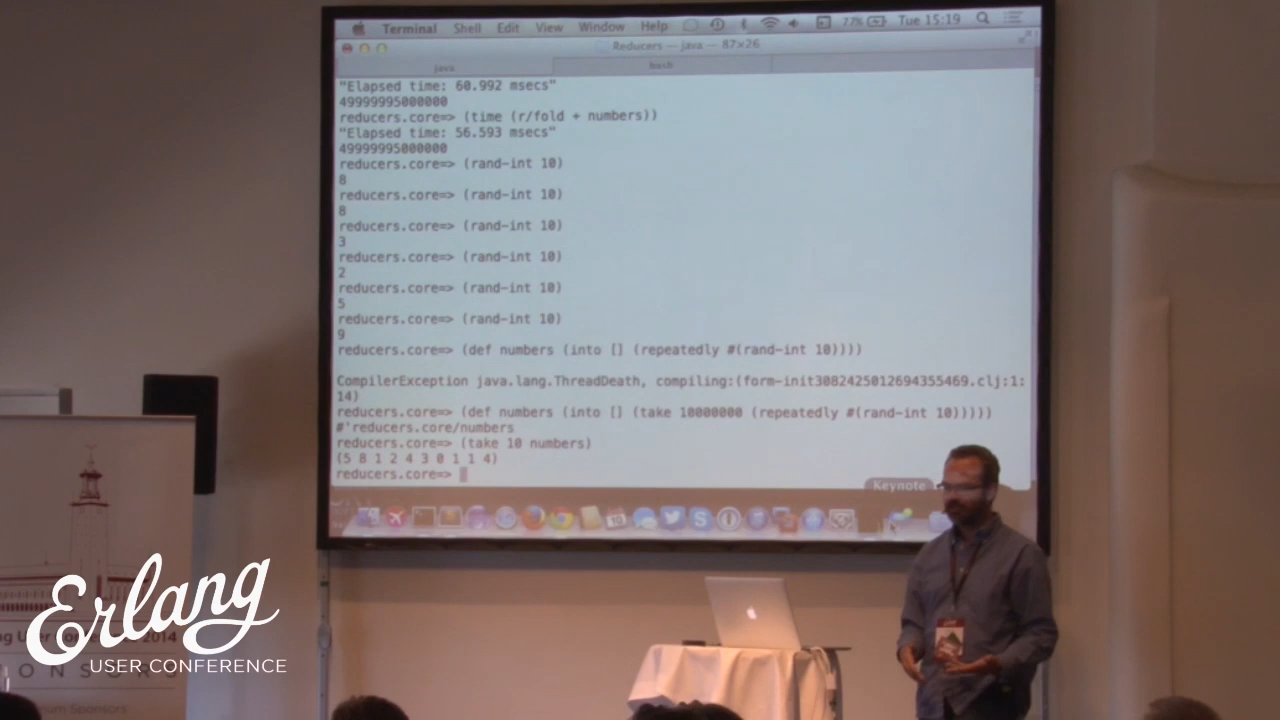 Terminal Shell Edit View Window Help 77% Tue 15:19
Reducers — java — 87×26
java bash
"Elapsed time: 60.992 msecs"
49999995000000
reducers.core=> (time (r/fold + numbers))
"Elapsed time: 56.593 msecs"
49999995000000
reducers.core=> (rand-int 10)
8
reducers.core=> (rand-int 10)
8
reducers.core=> (rand-int 10)
3
reducers.core=> (rand-int 10)
2
reducers.core=> (rand-int 10)
5
reducers.core=> (rand-int 10)
9
reducers.core=> (def numbers (into [] (repeatedly #(rand-int 10))))
CompilerException java.lang.ThreadDeath, compiling:(form-init3082425012694355469.clj:1:
14)
reducers.core=> (def numbers (into [] (take 10000000 (repeatedly #(rand-int 10)))))
#'reducers.core/numbers
reducers.core=> (take 10 numbers)
(5 8 1 2 4 3 0 1 1 4)
reducers.core=>
Keynote
Erlang
USER CONFERENCE
2014